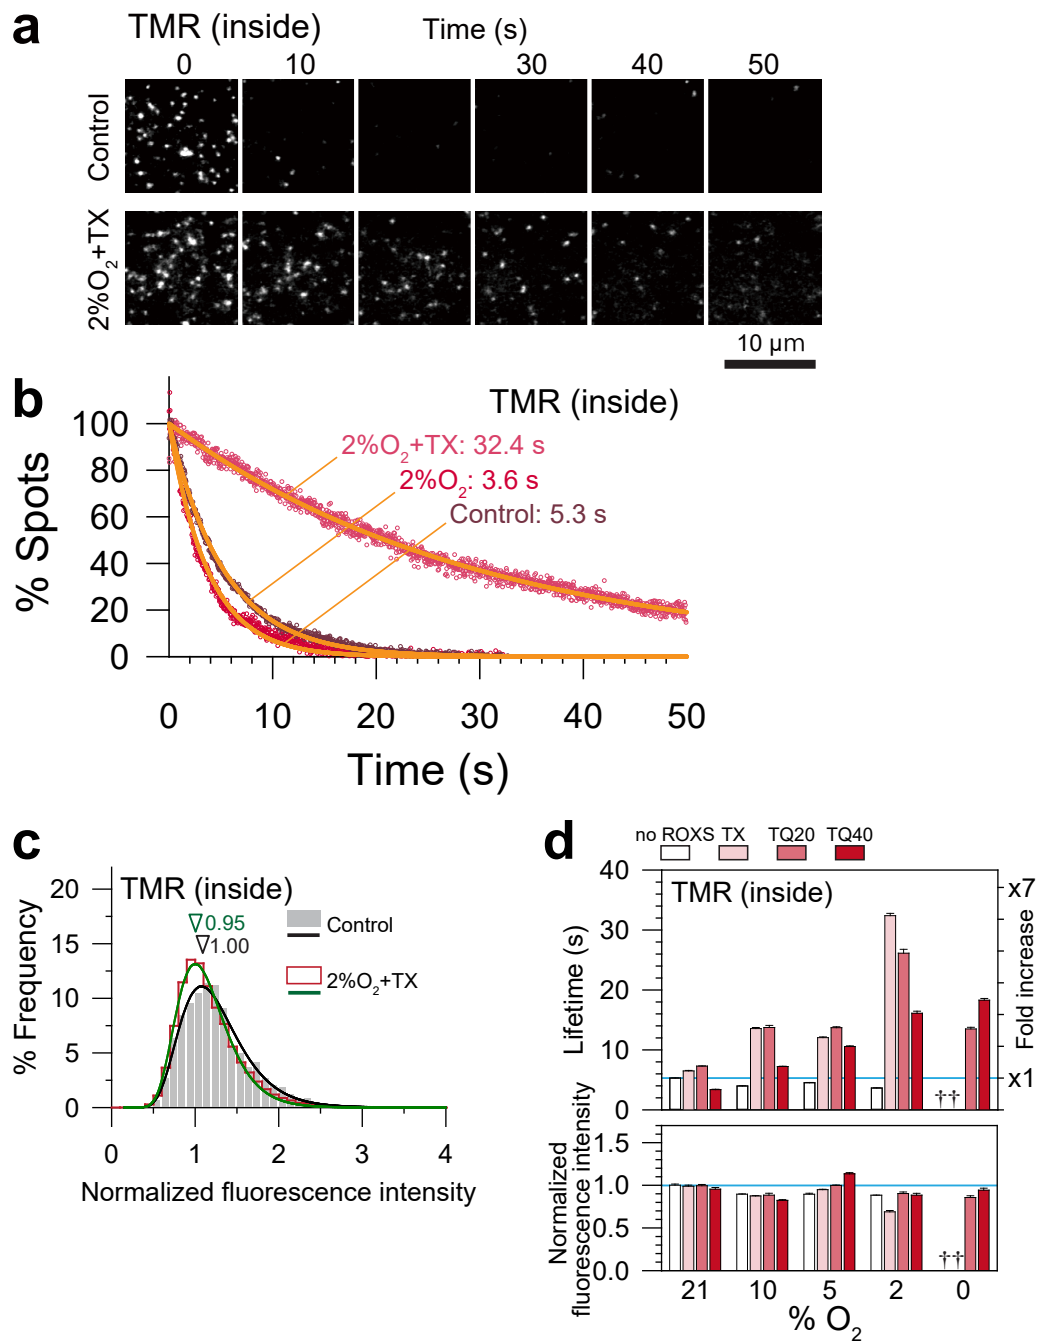 a
TMR (inside)
Time (s)
0 10 30 40 50
Control
2%O₂+TX
10 µm
b
TMR (inside)
2%O₂+TX: 32.4 s
2%O₂: 3.6 s
Control: 5.3 s
% Spots
100
80
60
40
20
0
0 10 20 30 40 50
Time (s)
c
TMR (inside)
▽0.95
▽1.00
Control
2%O₂+TX
% Frequency
20
15
10
5
0
0 1 2 3 4
Normalized fluorescence intensity
d
no ROXS TX TQ20 TQ40
TMR (inside)
Lifetime (s)
40
30
20
10
0
x7
x1
Fold increase
††
Normalized
fluorescence intensity
1.5
1.0
0.5
0.0
††
21 10 5 2 0
% O₂